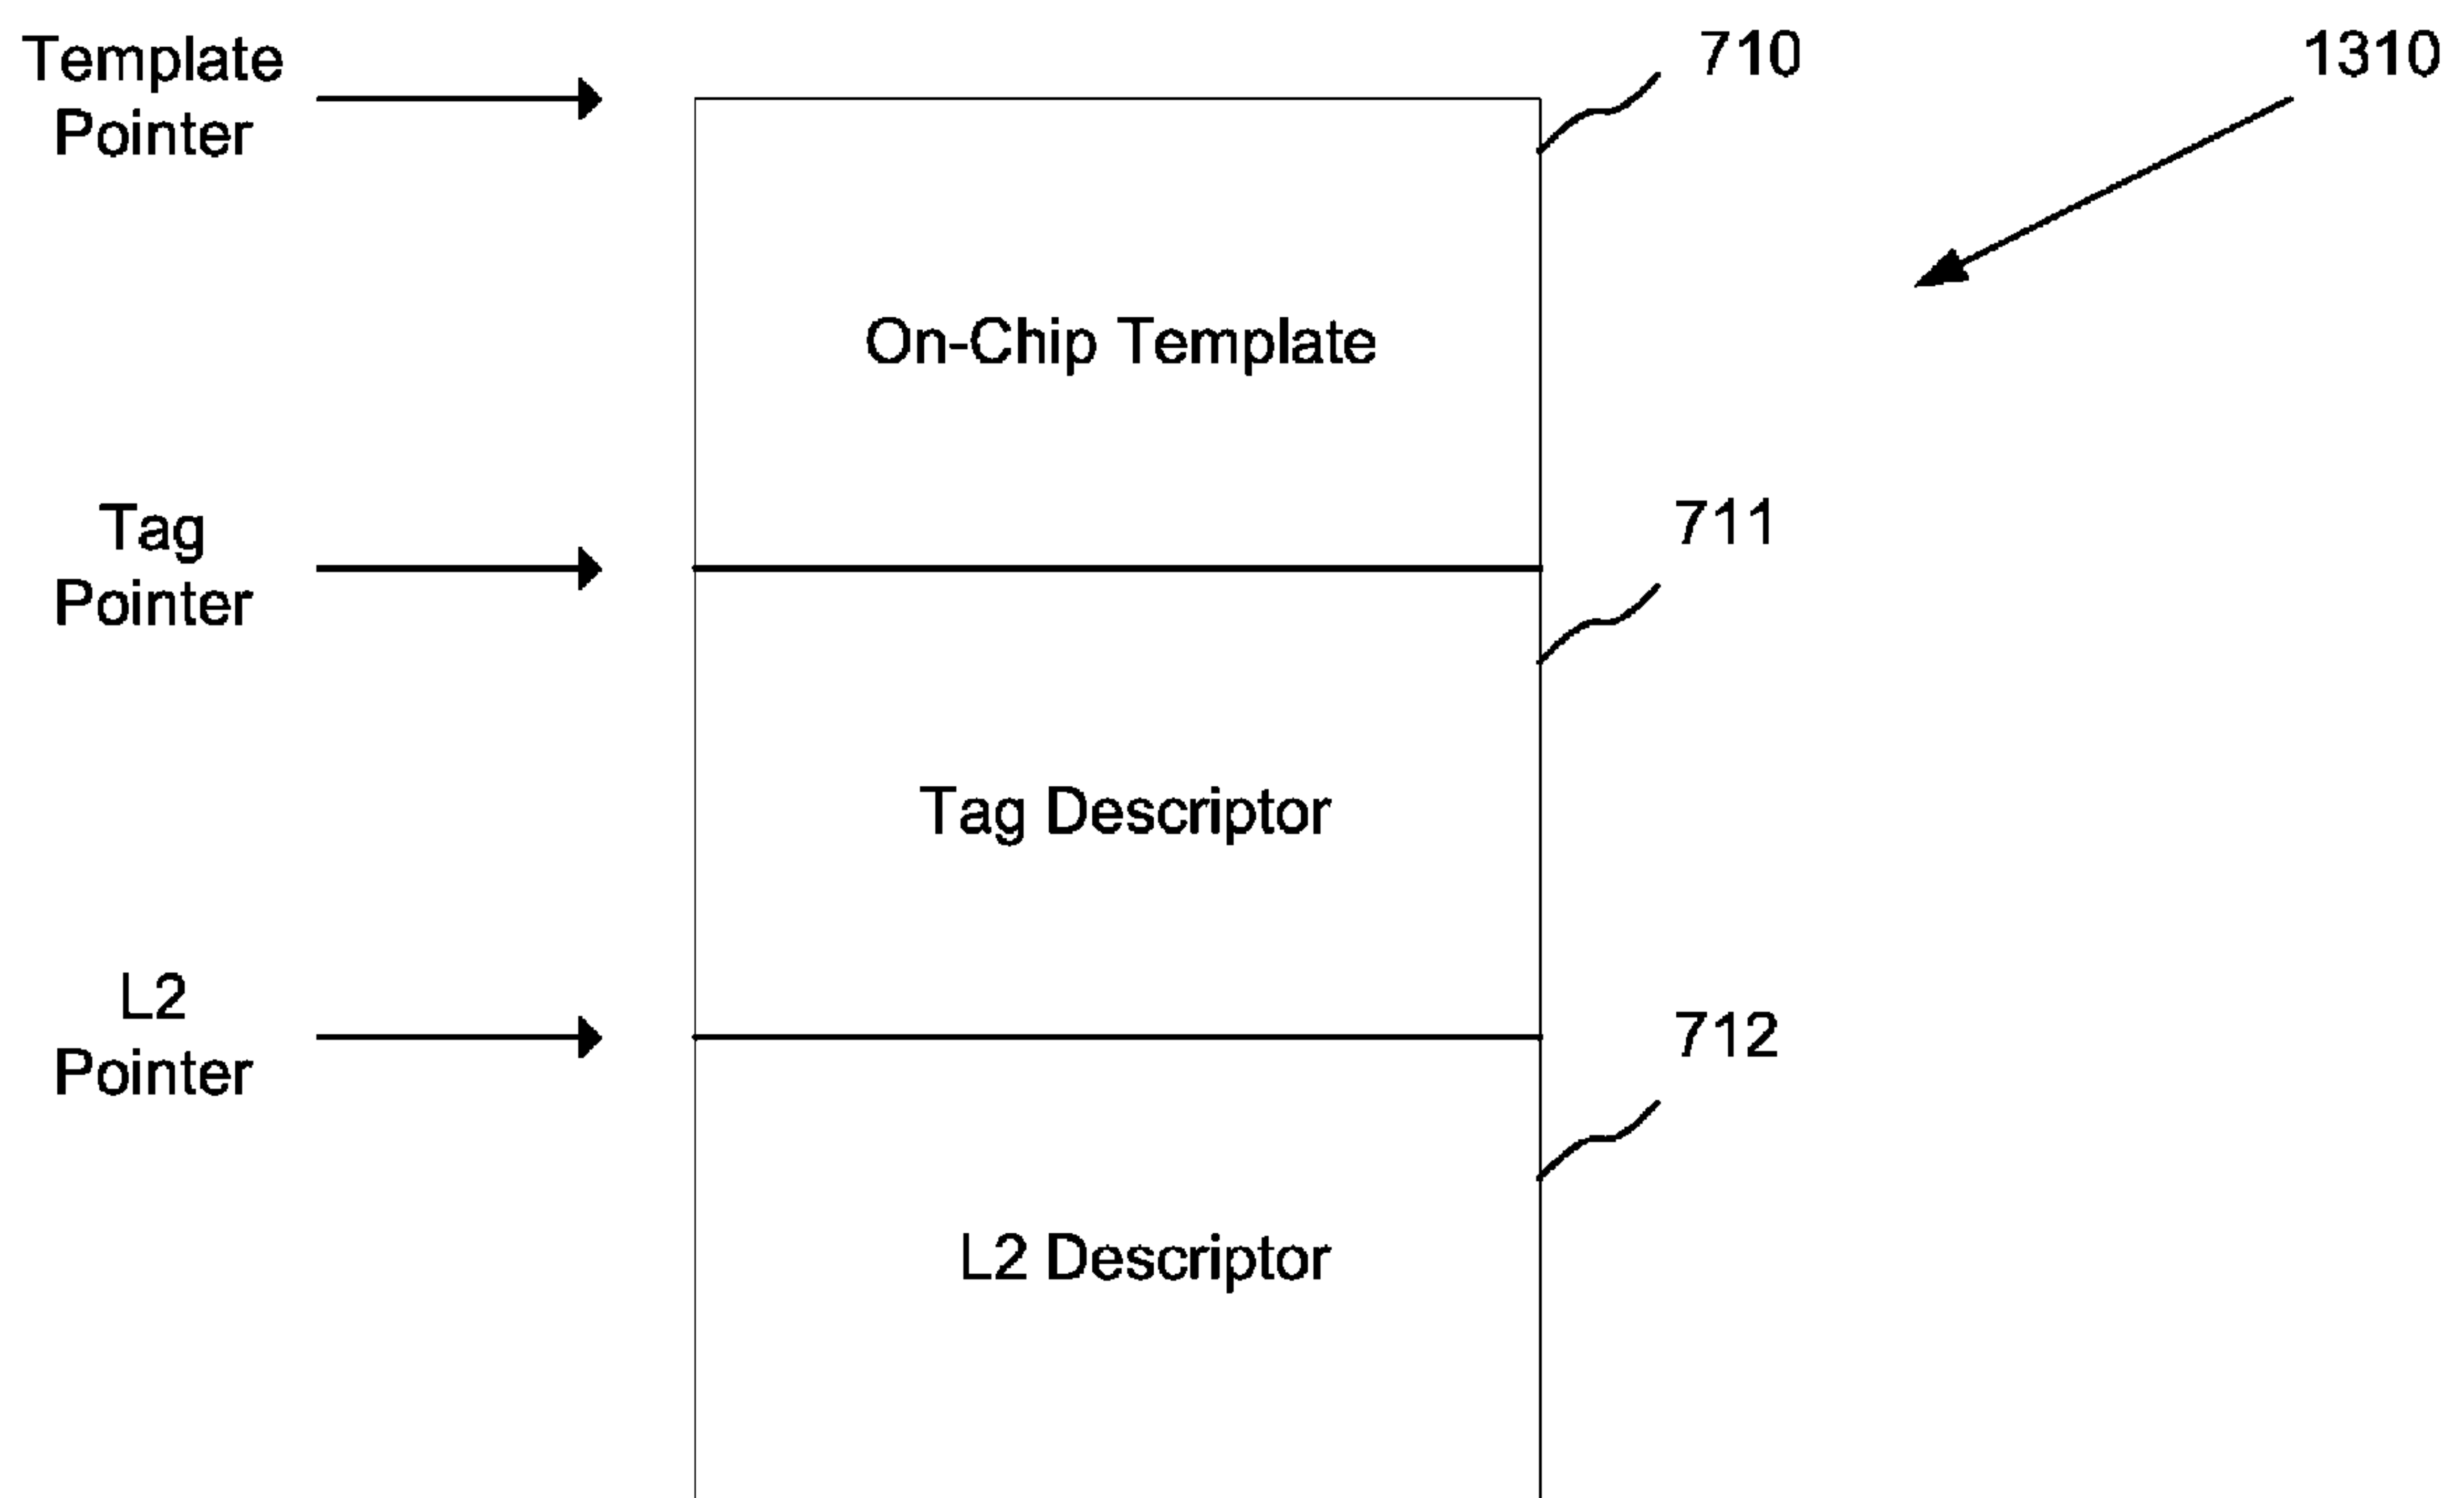 Template
Pointer
710
1310
On-Chip Template
Tag
Pointer
711
Tag Descriptor
L2
Pointer
712
L2 Descriptor